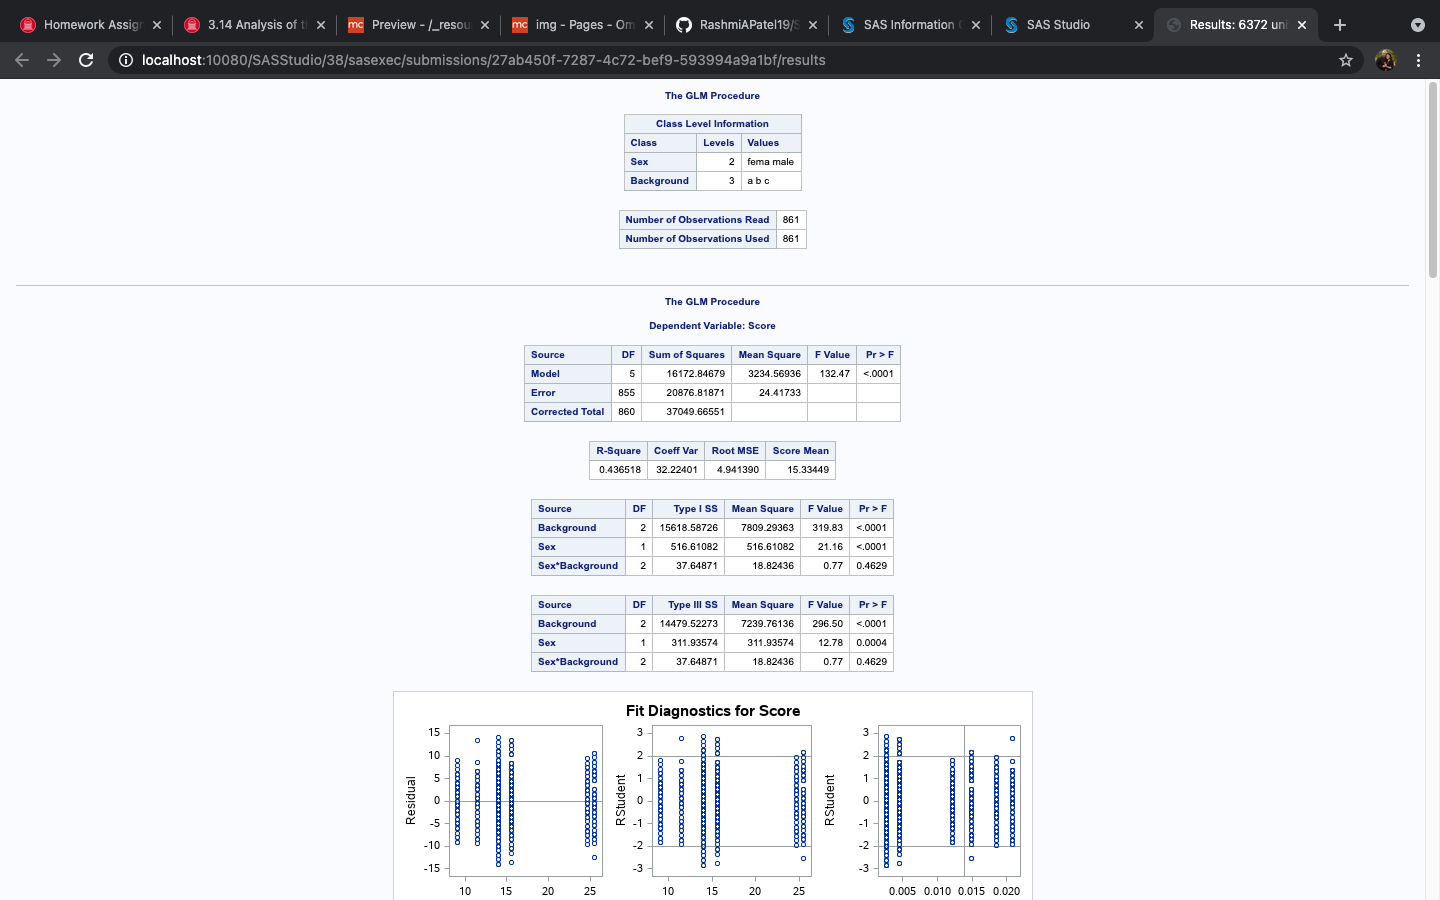 Homework Assign
3.14 Analysis of t
mc Preview - /_resou
mc img - Pages - Om
RashmiAPatel19/S
SAS Information C
SAS Studio
Results: 6372 uni
localhost:10080/SASStudio/38/sasexec/submissions/27ab450f-7287-4c72-bef9-593994a9a1bf/results
The GLM Procedure
Class Level Information
Class Levels Values
Sex 2 fema male
Background 3 a b c
Number of Observations Read 861
Number of Observations Used 861
The GLM Procedure
Dependent Variable: Score
Source DF Sum of Squares Mean Square F Value Pr > F
Model 5 16172.84679 3234.56936 132.47 <.0001
Error 855 20876.81871 24.41733
Corrected Total 860 37049.66551
R-Square Coeff Var Root MSE Score Mean
0.436518 32.22401 4.941390 15.33449
Source DF Type I SS Mean Square F Value Pr > F
Background 2 15618.58726 7809.29363 319.83 <.0001
Sex 1 516.61082 516.61082 21.16 <.0001
Sex*Background 2 37.64871 18.82436 0.77 0.4629
Source DF Type III SS Mean Square F Value Pr > F
Background 2 14479.52273 7239.76136 296.50 <.0001
Sex 1 311.93574 311.93574 12.78 0.0004
Sex*Background 2 37.64871 18.82436 0.77 0.4629
Fit Diagnostics for Score
Residual
15
10
5
0
-5
-10
-15
10 15 20 25
RStudent
3
2
1
0
-1
-2
-3
10 15 20 25
RStudent
3
2
1
0
-1
-2
-3
0.005 0.010 0.015 0.020